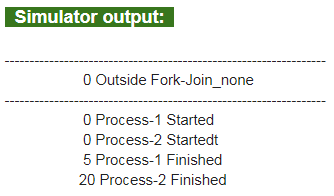 Simulator output:
----------------------------------------------------------------
0 Outside Fork-Join_none
----------------------------------------------------------------
0 Process-1 Started
0 Process-2 Startedt
5 Process-1 Finished
20 Process-2 Finished